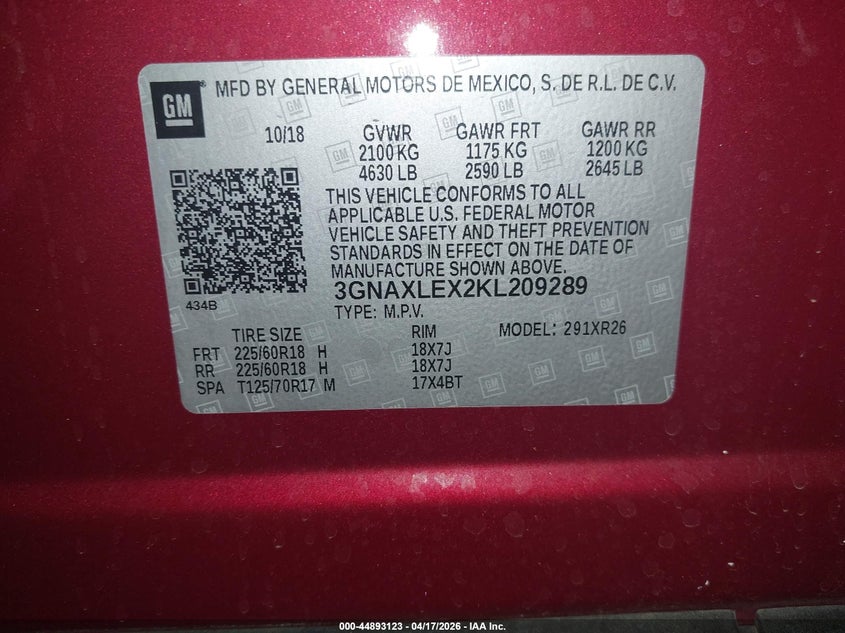 GM
MFD BY GENERAL MOTORS DE MEXICO, S. DE R.L. DE C.V.
10/18 GVWR GAWR FRT GAWR RR
2100 KG 1175 KG 1200 KG
4630 LB 2590 LB 2645 LB
THIS VEHICLE CONFORMS TO ALL
APPLICABLE U.S. FEDERAL MOTOR
VEHICLE SAFETY AND THEFT PREVENTION
STANDARDS IN EFFECT ON THE DATE OF
MANUFACTURE SHOWN ABOVE.
434B
3GNAXLEX2KL209289
TYPE: M.P.V.
TIRE SIZE RIM MODEL: 291XR26
FRT 225/60R18 H 18X7J
RR 225/60R18 H 18X7J
SPA T125/70R17 M 17X4BT
000-44893123 - 04/17/2026 - IAA Inc.